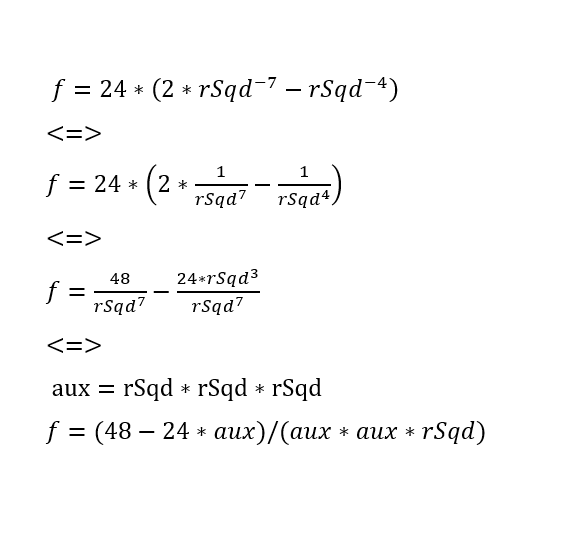 f = 24 ∗ (2 ∗ rSqd⁻⁷ − rSqd⁻⁴)
<=>
f = 24 ∗ (2 ∗ 1/rSqd⁷ − 1/rSqd⁴)
<=>
f = 48/rSqd⁷ − 24∗rSqd³/rSqd⁷
<=>
aux = rSqd ∗ rSqd ∗ rSqd
f = (48 − 24 ∗ aux)/(aux ∗ aux ∗ rSqd)